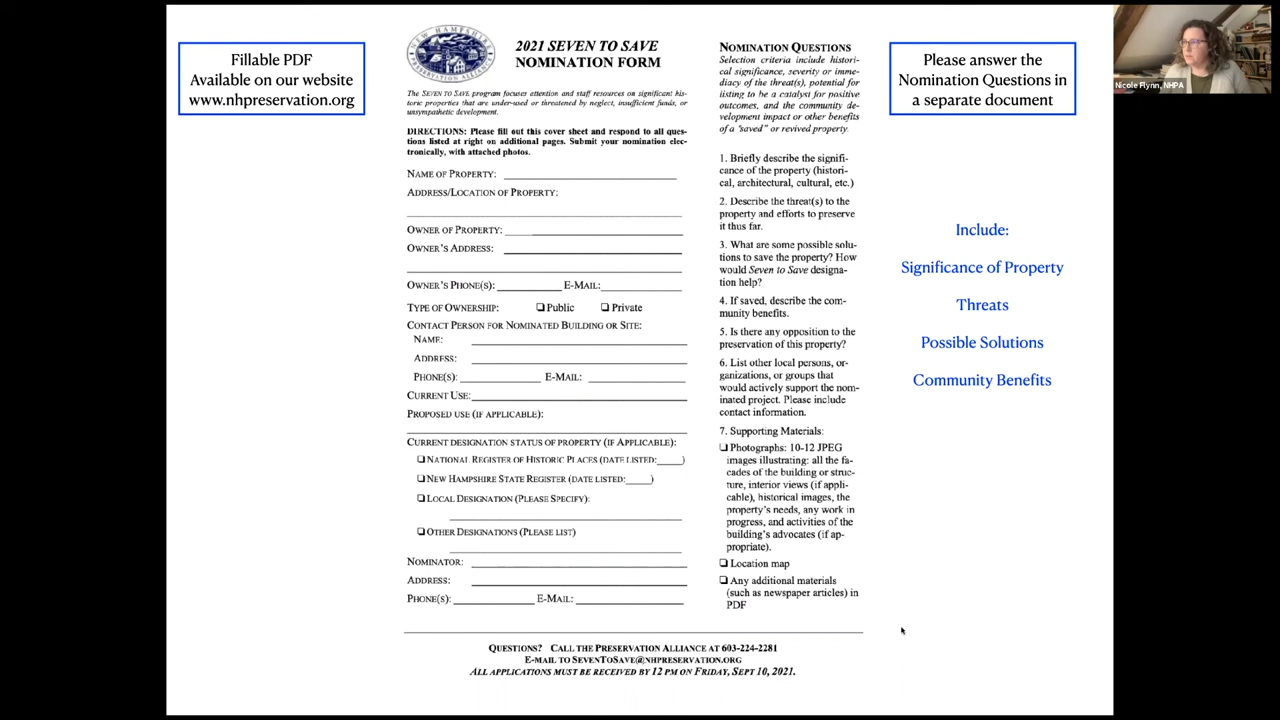 Fillable PDF
Available on our website
www.nhpreservation.org
NEW HAMPSHIRE
PRESERVATION ALLIANCE
2021 SEVEN TO SAVE
NOMINATION FORM
The SEVEN TO SAVE program focuses attention and staff resources on significant his-
toric properties that are under-used or threatened by neglect, insufficient funds, or
unsympathetic development.
DIRECTIONS: Please fill out this cover sheet and respond to all ques-
tions listed at right on additional pages. Submit your nomination elec-
tronically, with attached photos.
NAME OF PROPERTY:
ADDRESS/LOCATION OF PROPERTY:
OWNER OF PROPERTY:
OWNER'S ADDRESS:
OWNER'S PHONE(S): E-MAIL:
TYPE OF OWNERSHIP: ❑ Public ❑ Private
CONTACT PERSON FOR NOMINATED BUILDING OR SITE:
NAME:
ADDRESS:
PHONE(S): E-MAIL:
CURRENT USE:
PROPOSED USE (IF APPLICABLE):
CURRENT DESIGNATION STATUS OF PROPERTY (IF APPLICABLE):
❑ NATIONAL REGISTER OF HISTORIC PLACES (DATE LISTED:_____)
❑ NEW HAMPSHIRE STATE REGISTER (DATE LISTED:_____)
❑ LOCAL DESIGNATION (PLEASE SPECIFY):
❑ OTHER DESIGNATIONS (PLEASE LIST)
NOMINATOR:
ADDRESS:
PHONE(S): E-MAIL:
NOMINATION QUESTIONS
Selection criteria include histori-
cal significance, severity or imme-
diacy of the threat(s), potential for
listing to be a catalyst for positive
outcomes, and the community de-
velopment impact or other benefits
of a "saved" or revived property.
1. Briefly describe the signifi-
cance of the property (histori-
cal, architectural, cultural, etc.)
2. Describe the threat(s) to the
property and efforts to preserve
it thus far.
3. What are some possible solu-
tions to save the property? How
would Seven to Save designa-
tion help?
4. If saved, describe the com-
munity benefits.
5. Is there any opposition to the
preservation of this property?
6. List other local persons, or-
ganizations, or groups that
would actively support the nom-
inated project. Please include
contact information.
7. Supporting Materials:
❑ Photographs: 10-12 JPEG
images illustrating: all the fa-
cades of the building or struc-
ture, interior views (if appli-
cable), historical images, the
property's needs, any work in
progress, and activities of the
building's advocates (if ap-
propriate).
❑ Location map
❑ Any additional materials
(such as newspaper articles) in
PDF
QUESTIONS? CALL THE PRESERVATION ALLIANCE AT 603-224-2281
E-MAIL TO SEVENTOSAVE@NHPRESERVATION.ORG
ALL APPLICATIONS MUST BE RECEIVED BY 12 PM ON FRIDAY, SEPT 10, 2021.
Please answer the
Nomination Questions in
a separate document
Include:
Significance of Property
Threats
Possible Solutions
Community Benefits
Nicole Flynn, NHPA